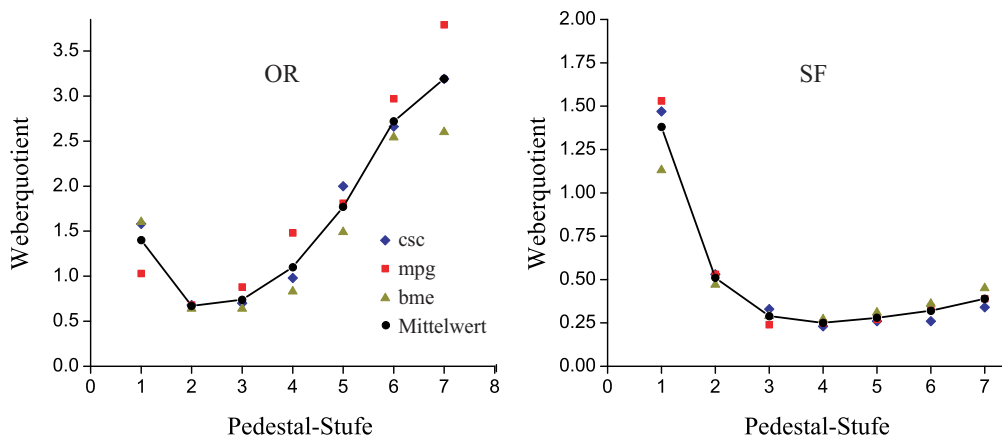 OR
Weberquotient
3.5
3.0
2.5
2.0
1.5
1.0
0.5
0.0
0 1 2 3 4 5 6 7 8
Pedestal-Stufe
csc
mpg
bme
Mittelwert
SF
Weberquotient
2.00
1.75
1.50
1.25
1.00
0.75
0.50
0.25
0.00
0 1 2 3 4 5 6 7
Pedestal-Stufe